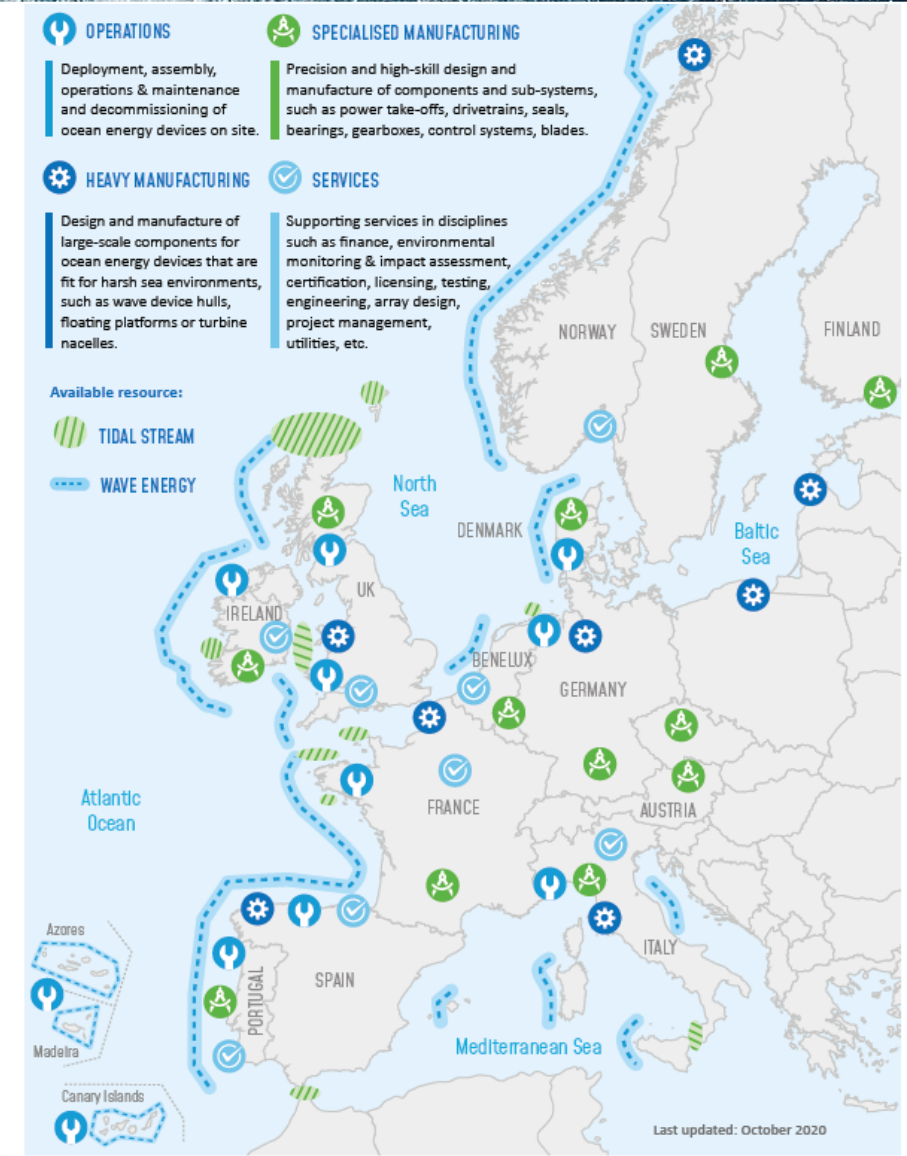 OPERATIONS
Deployment, assembly,
operations & maintenance
and decommissioning of
ocean energy devices on site.
SPECIALISED MANUFACTURING
Precision and high-skill design and
manufacture of components and sub-systems,
such as power take-offs, drivetrains, seals,
bearings, gearboxes, control systems, blades.
HEAVY MANUFACTURING
Design and manufacture of
large-scale components for
ocean energy devices that are
fit for harsh sea environments,
such as wave device hulls,
floating platforms or turbine
nacelles.
SERVICES
Supporting services in disciplines
such as finance, environmental
monitoring & impact assessment,
certification, licensing, testing,
engineering, array design,
project management,
utilities, etc.
Available resource:
TIDAL STREAM
WAVE ENERGY
NORWAY
SWEDEN
FINLAND
North
Sea
DENMARK
Baltic
Sea
UK
IRELAND
BENELUX
GERMANY
Atlantic
Ocean
FRANCE
AUSTRIA
Azores
ITALY
SPAIN
PORTUGAL
Madeira
Mediterranean Sea
Canary Islands
Last updated: October 2020